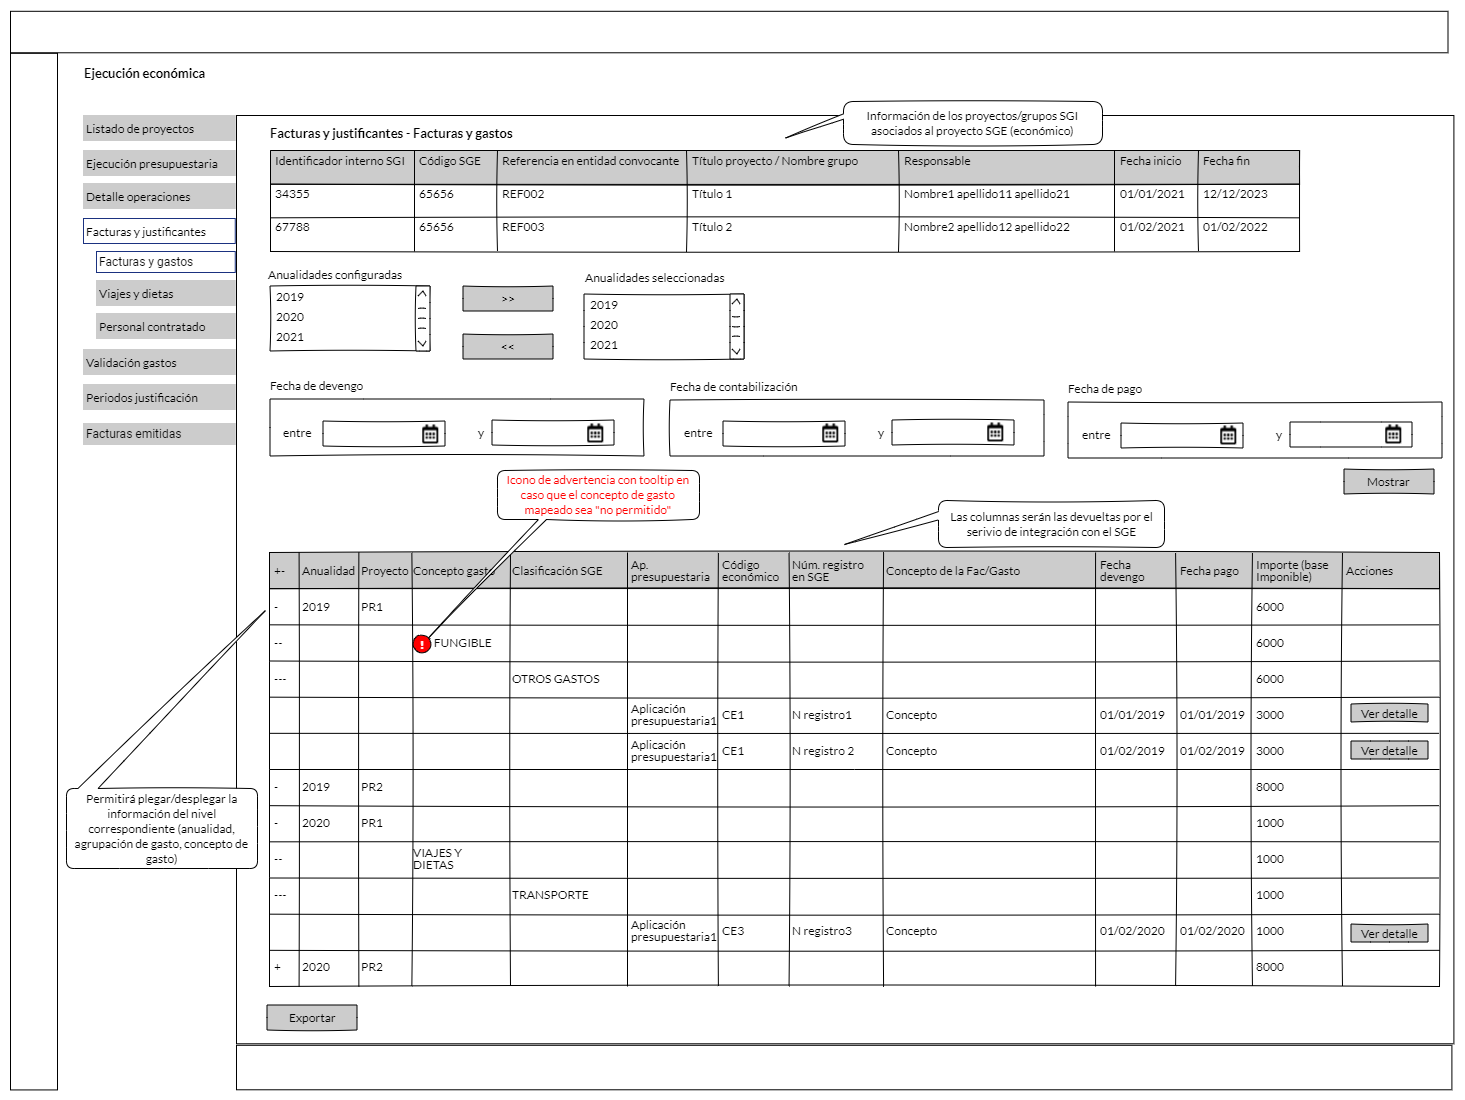 Ejecución económica
Listado de proyectos
Ejecución presupuestaria
Detalle operaciones
Facturas y justificantes
Facturas y gastos
Viajes y dietas
Personal contratado
Validación gastos
Periodos justificación
Facturas emitidas
Facturas y justificantes - Facturas y gastos
Información de los proyectos/grupos SGI
asociados al proyecto SGE (económico)
Identificador interno SGI Código SGE Referencia en entidad convocante Título proyecto / Nombre grupo Responsable Fecha inicio Fecha fin
34355 65656 REF002 Título 1 Nombre1 apellido11 apellido21 01/01/2021 12/12/2023
67788 65656 REF003 Título 2 Nombre2 apellido12 apellido22 01/02/2021 01/02/2022
Anualidades configuradas
2019
2020
2021
>>
<<
Anualidades seleccionadas
2019
2020
2021
Fecha de devengo
entre y
Fecha de contabilización
entre y
Fecha de pago
entre y
Mostrar
Icono de advertencia con tooltip en
caso que el concepto de gasto
mapeado sea "no permitido"
Las columnas serán las devueltas por el
serivio de integración con el SGE
+- Anualidad Proyecto Concepto gasto Clasificación SGE Ap. presupuestaria Código económico Núm. registro en SGE Concepto de la Fac/Gasto Fecha devengo Fecha pago Importe (base Imponible) Acciones
- 2019 PR1 6000
-- ! FUNGIBLE 6000
--- OTROS GASTOS 6000
Aplicación presupuestaria1 CE1 N registro1 Concepto 01/01/2019 01/01/2019 3000 Ver detalle
Aplicación presupuestaria1 CE1 N registro 2 Concepto 01/02/2019 01/02/2019 3000 Ver detalle
- 2019 PR2 8000
- 2020 PR1 1000
-- VIAJES Y DIETAS 1000
--- TRANSPORTE 1000
Aplicación presupuestaria1 CE3 N registro3 Concepto 01/02/2020 01/02/2020 1000 Ver detalle
+ 2020 PR2 8000
Permitirá plegar/desplegar la
información del nivel
correspondiente (anualidad,
agrupación de gasto, concepto de
gasto)
Exportar